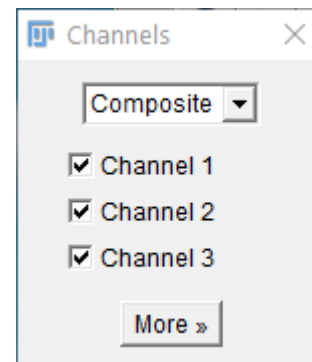 Channels
Composite
Channel 1
Channel 2
Channel 3
More »